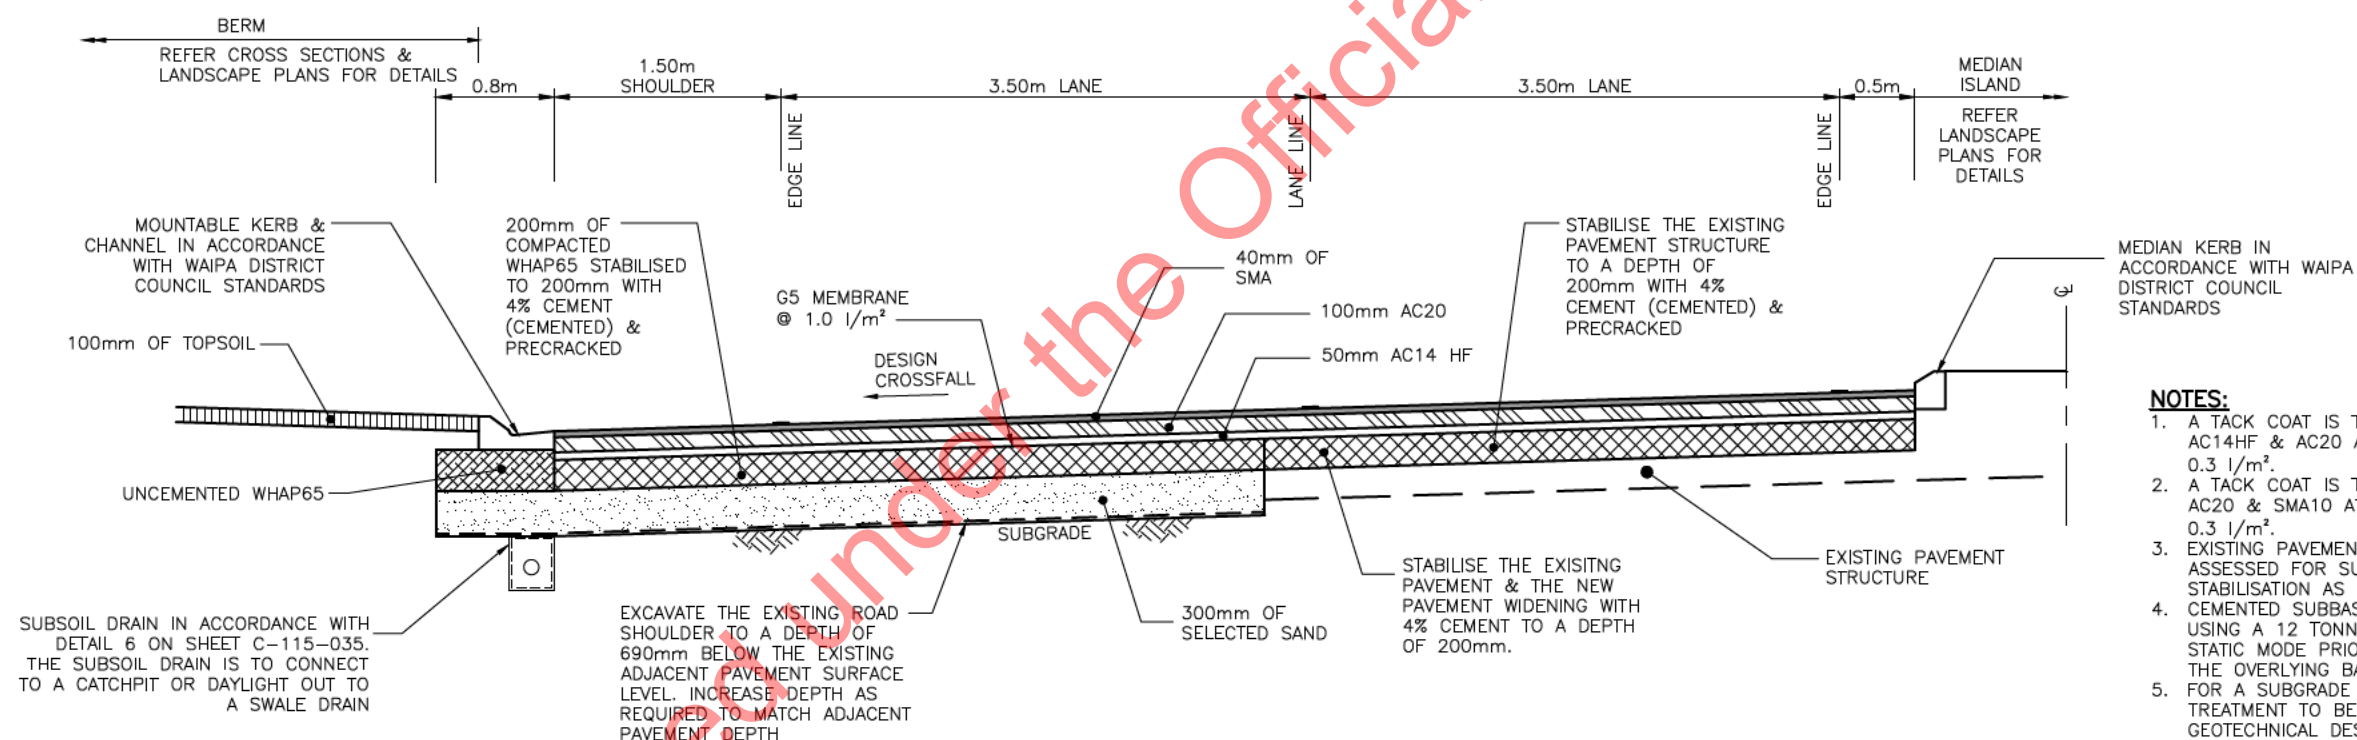 BERM
REFER CROSS SECTIONS &
LANDSCAPE PLANS FOR DETAILS
0.8m
1.50m
SHOULDER
3.50m LANE
3.50m LANE
0.5m
MEDIAN
ISLAND
REFER
LANDSCAPE
PLANS FOR
DETAILS
EDGE LINE
LANE LINE
EDGE LINE
MOUNTABLE KERB &
CHANNEL IN ACCORDANCE
WITH WAIPA DISTRICT
COUNCIL STANDARDS
100mm OF TOPSOIL
200mm OF
COMPACTED
WHAP65 STABILISED
TO 200mm WITH
4% CEMENT
(CEMENTED) &
PRECRACKED
G5 MEMBRANE
@ 1.0 l/m²
DESIGN
CROSSFALL
40mm OF
SMA
100mm AC20
50mm AC14 HF
STABILISE THE EXISTING
PAVEMENT STRUCTURE
TO A DEPTH OF
200mm WITH 4%
CEMENT (CEMENTED) &
PRECRACKED
MEDIAN KERB IN
ACCORDANCE WITH WAIPA
DISTRICT COUNCIL
STANDARDS
UNCEMENTED WHAP65
SUBGRADE
SUBSOIL DRAIN IN ACCORDANCE WITH
DETAIL 6 ON SHEET C-115-035.
THE SUBSOIL DRAIN IS TO CONNECT
TO A CATCHPIT OR DAYLIGHT OUT TO
A SWALE DRAIN
EXCAVATE THE EXISTING ROAD
SHOULDER TO A DEPTH OF
690mm BELOW THE EXISTING
ADJACENT PAVEMENT SURFACE
LEVEL. INCREASE DEPTH AS
REQUIRED TO MATCH ADJACENT
PAVEMENT DEPTH
300mm OF
SELECTED SAND
STABILISE THE EXISITNG
PAVEMENT & THE NEW
PAVEMENT WIDENING WITH
4% CEMENT TO A DEPTH
OF 200mm.
EXISTING PAVEMENT
STRUCTURE
NOTES:
1. A TACK COAT IS T
AC14HF & AC20 A
0.3 l/m².
2. A TACK COAT IS T
AC20 & SMA10 AT
0.3 l/m².
3. EXISTING PAVEMEN
ASSESSED FOR SU
STABILISATION AS
4. CEMENTED SUBBAS
USING A 12 TONN
STATIC MODE PRIO
THE OVERLYING BA
5. FOR A SUBGRADE
TREATMENT TO BE
GEOTECHNICAL DES
ed under the Official